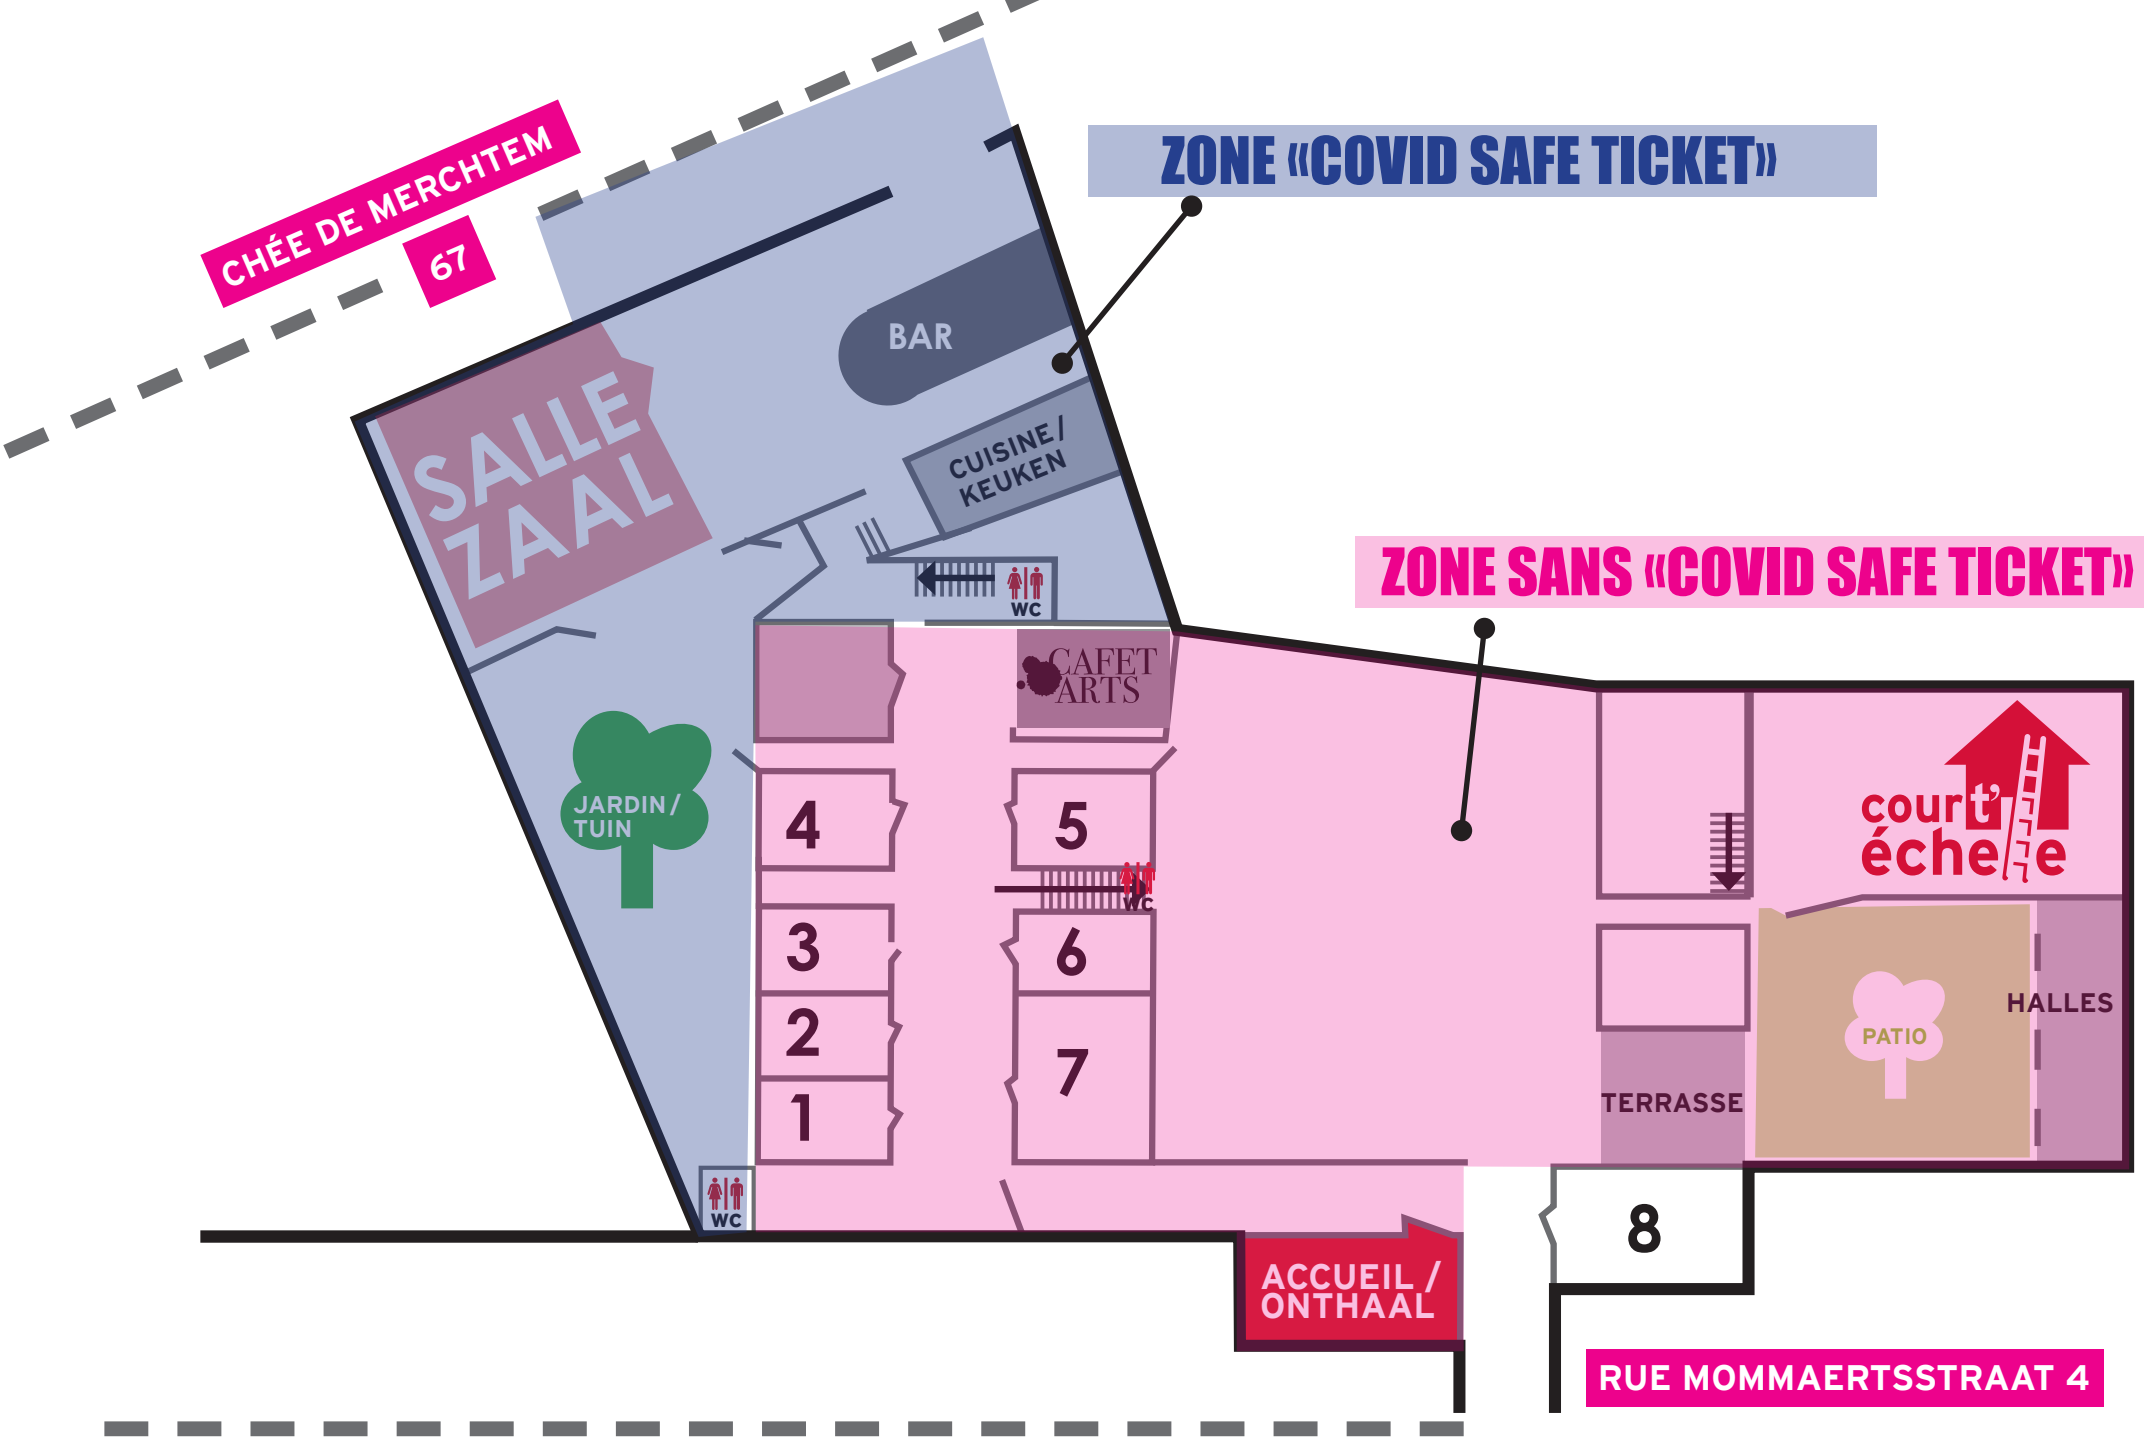 CHÉE DE MERCHTEM
67
ZONE «COVID SAFE TICKET»
BAR
SALLE
ZAAL
CUISINE/
KEUKEN
WC
ZONE SANS «COVID SAFE TICKET»
CAFET
ARTS
JARDIN/
TUIN
4
5
WC
3
6
2
7
1
court'
échelle
HALLES
PATIO
TERRASSE
WC
8
ACCUEIL /
ONTHAAL
RUE MOMMAERTSSTRAAT 4